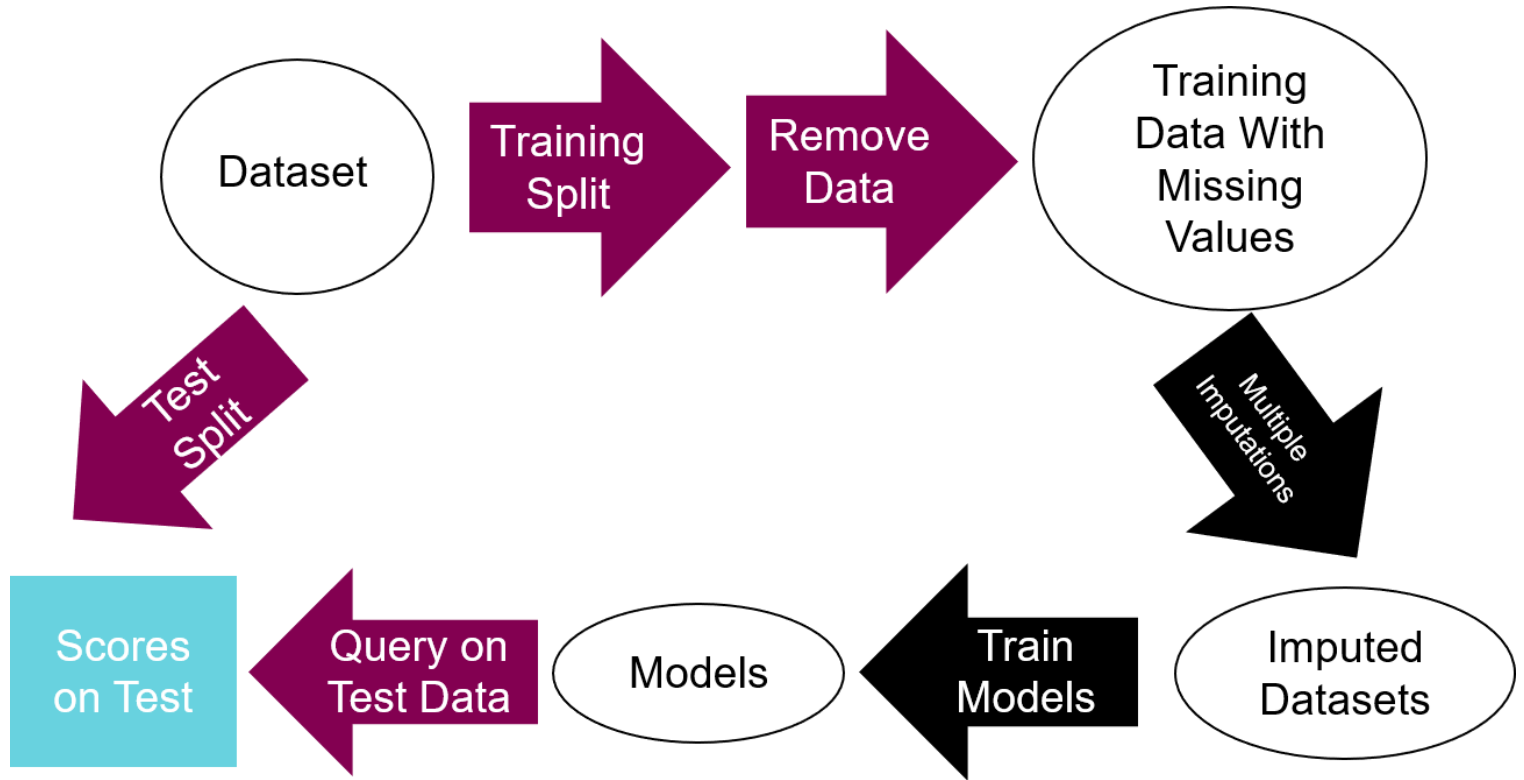 Dataset
Training
Split
Remove
Data
Training
Data With
Missing
Values
Test
Split
Multiple
Imputations
Scores
on Test
Query on
Test Data
Models
Train
Models
Imputed
Datasets